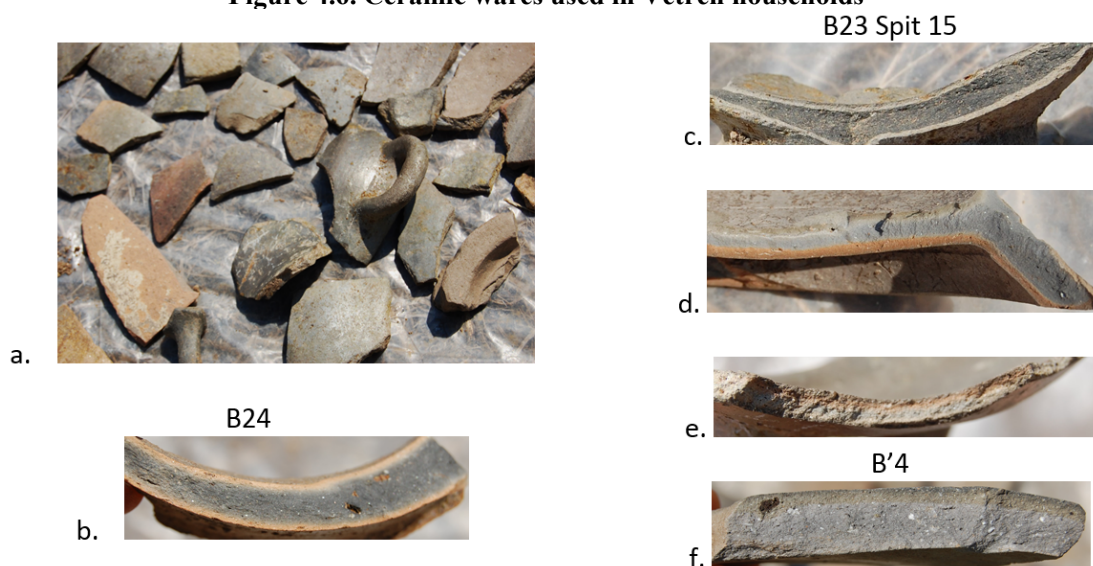 Figure 4.6. Ceramic wares used in Vetren households
B23 Spit 15
c.
d.
a.
e.
B24
B’4
b.
f.